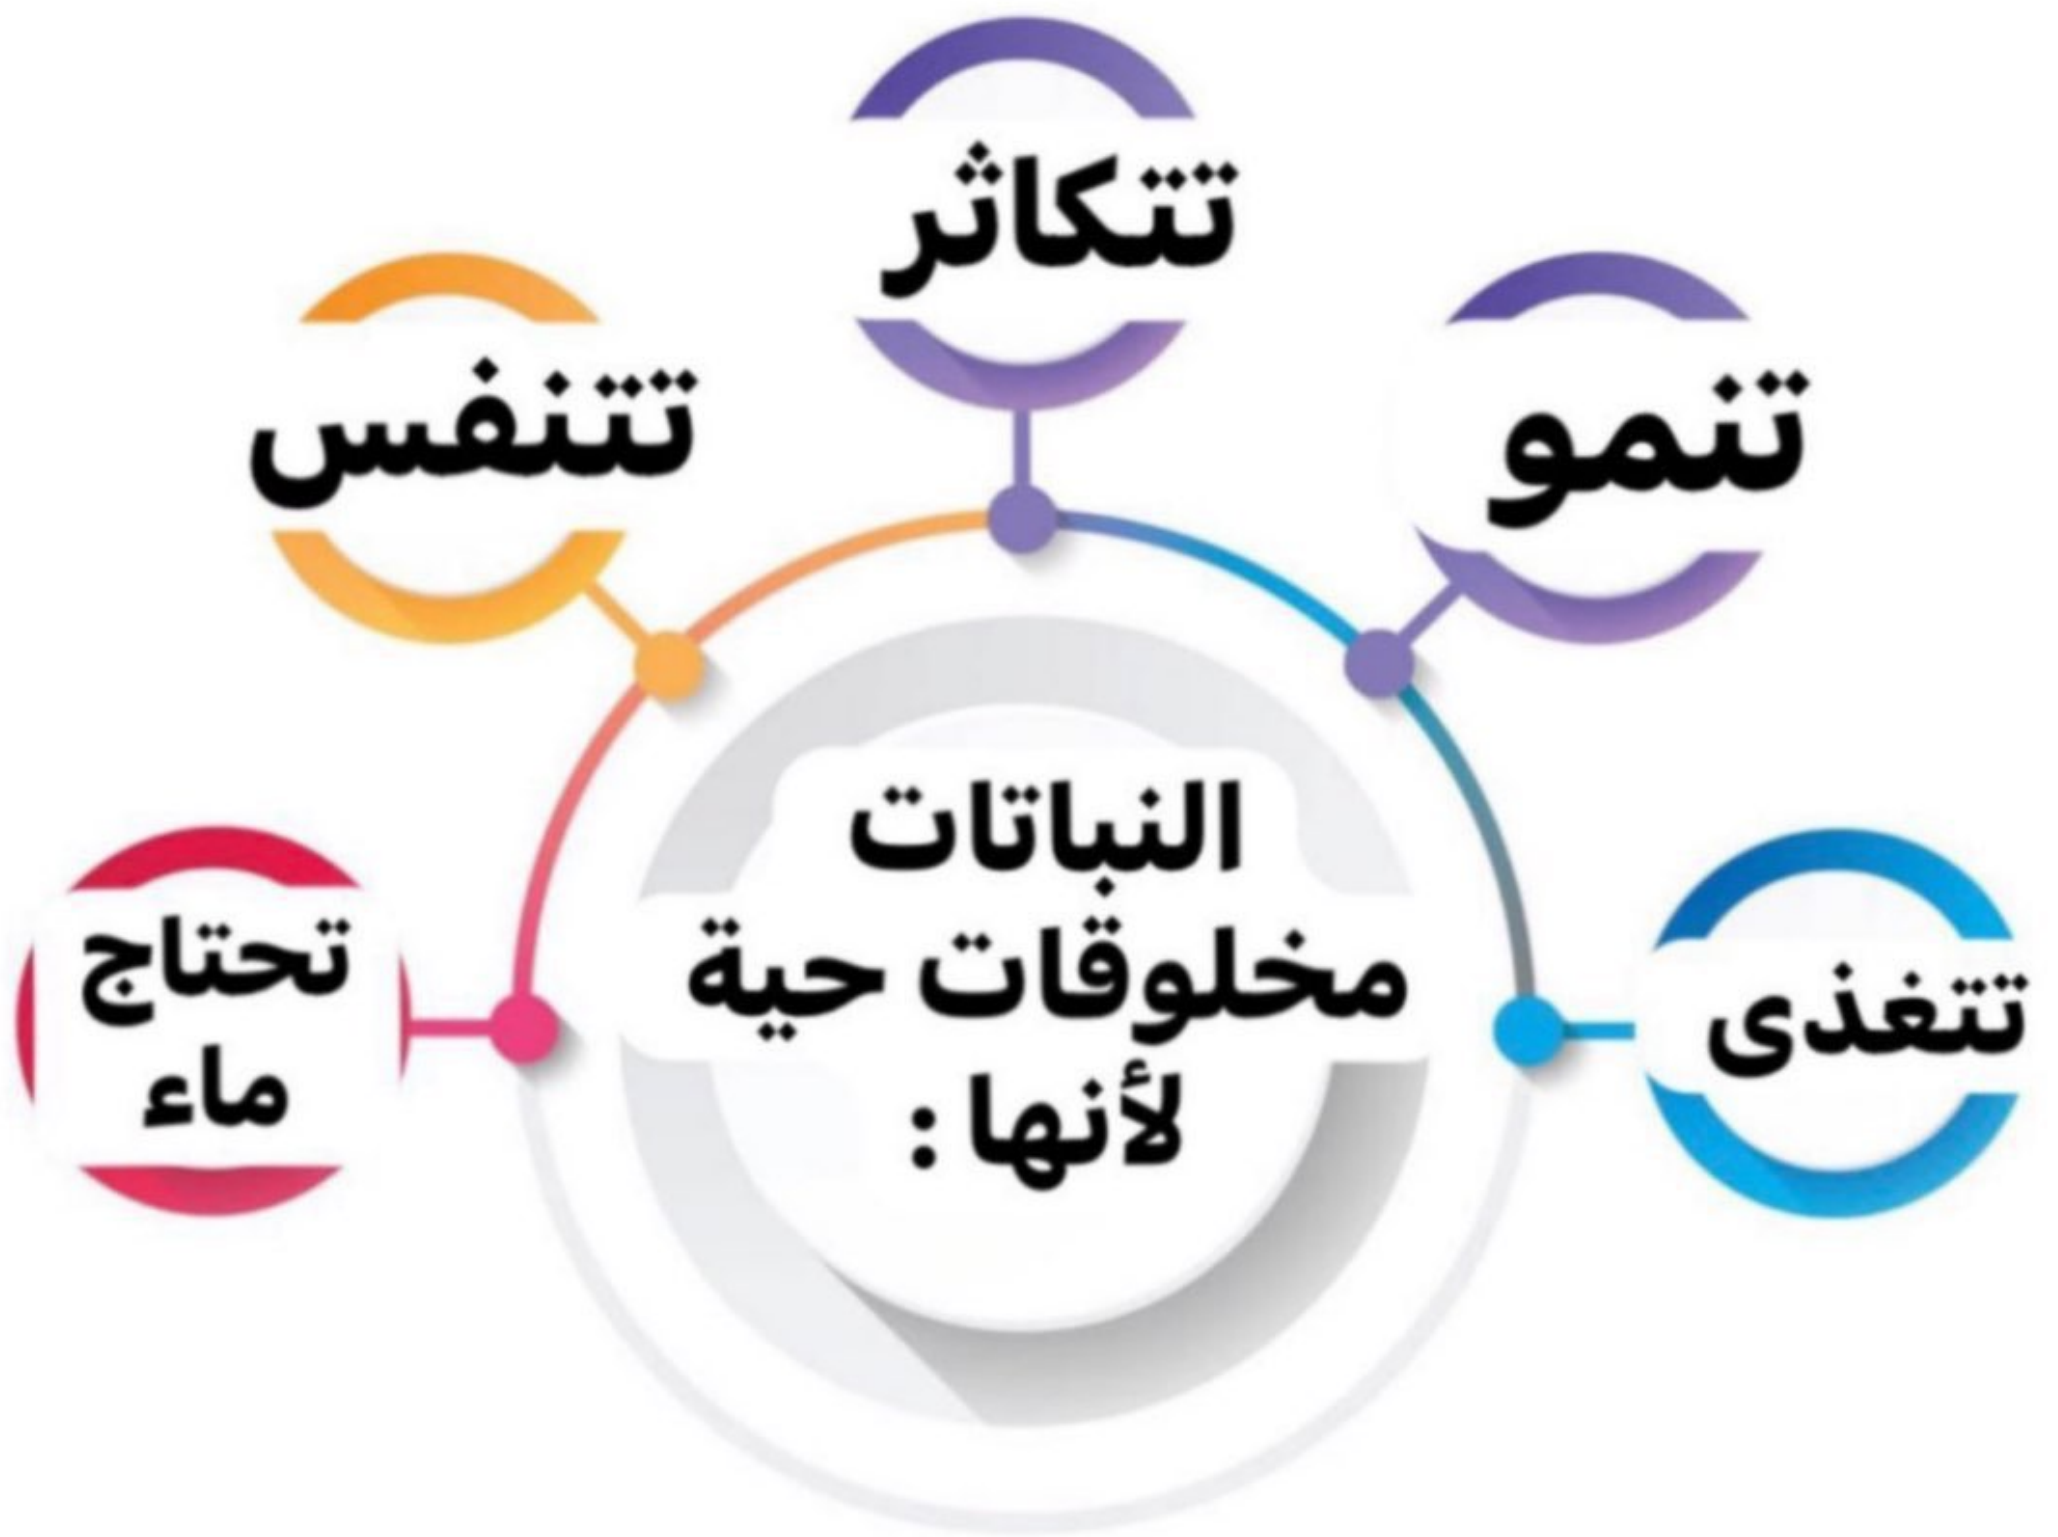 النباتات
مخلوقات حية
لأنها :
تتغذى
تنمو
تتكاثر
تتنفس
تحتاج
ماء